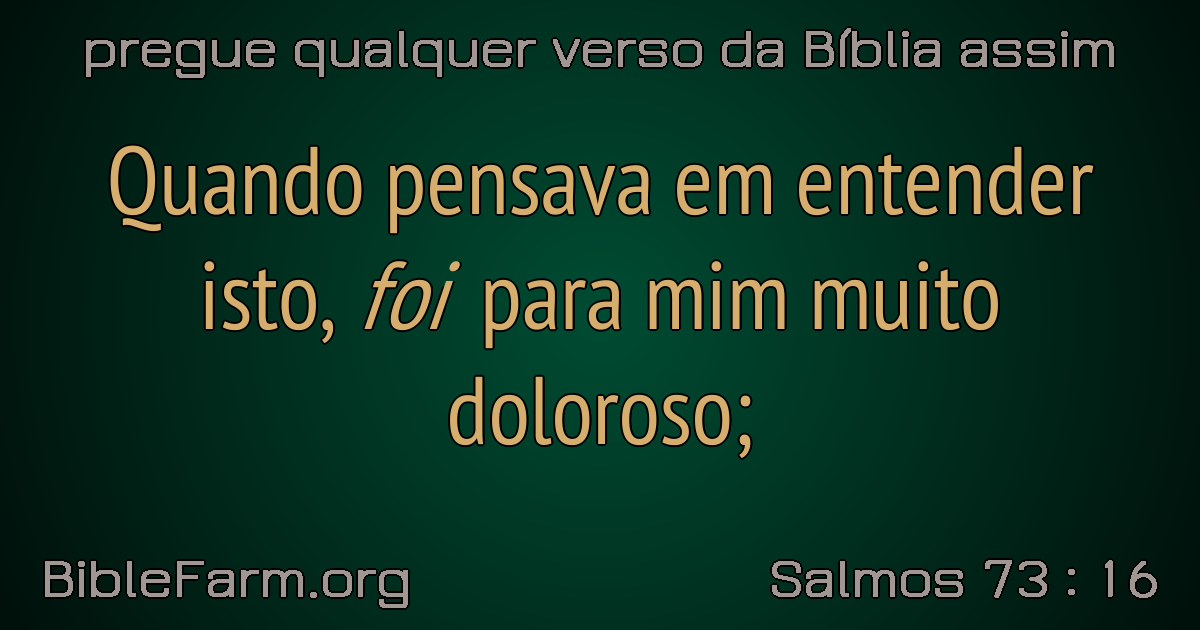 pregue qualquer verso da Bíblia assim
Quando pensava em entender
isto, foi para mim muito
doloroso;
BibleFarm.org
Salmos 73 : 16